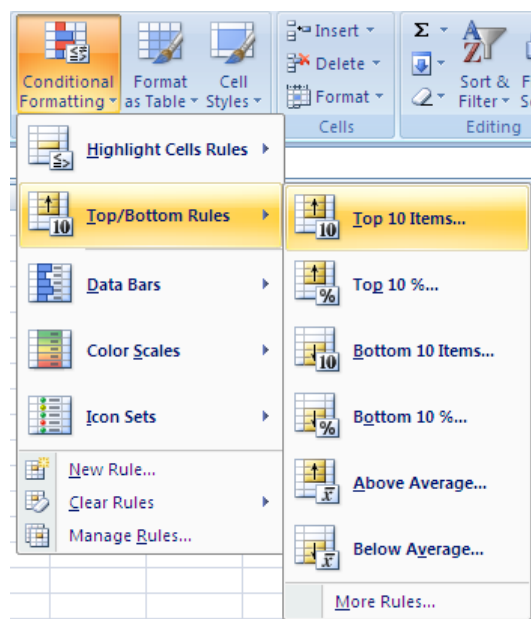 Conditional Formatting
Format as Table
Cell Styles
Insert
Delete
Format
Cells
Σ
A
Z
Sort & Filter
Editing
Highlight Cells Rules
Top/Bottom Rules
Data Bars
Color Scales
Icon Sets
New Rule...
Clear Rules
Manage Rules...
10
Top 10 Items...
%
Top 10 %...
10
Bottom 10 Items...
%
Bottom 10 %...
x̄
Above Average...
x̄
Below Average...
More Rules...